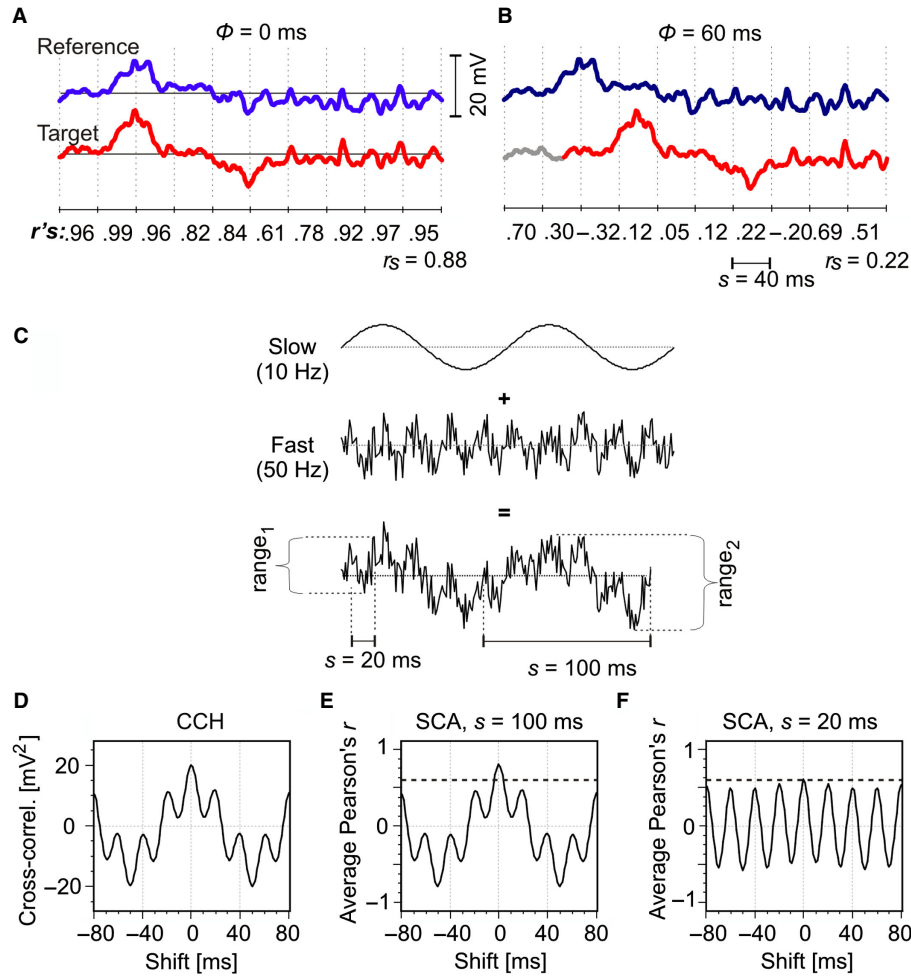 A
Φ = 0 ms
Reference
20 mV
Target
r's: .96 .99 .96 .82 .84 .61 .78 .92 .97 .95
rs = 0.88
B
Φ = 60 ms
.70 .30 -.32 .12 .05 .12 .22 -.20 .69 .51
s = 40 ms
rs = 0.22
C
Slow
(10 Hz)
+
Fast
(50 Hz)
=
range1
range2
s = 20 ms
s = 100 ms
D
CCH
Cross-correl. [mV²]
20
0
−20
−80 −40 0 40 80
Shift [ms]
E
SCA, s = 100 ms
Average Pearson's r
1
0
−1
−80 −40 0 40 80
Shift [ms]
F
SCA, s = 20 ms
Average Pearson's r
1
0
−1
−80 −40 0 40 80
Shift [ms]